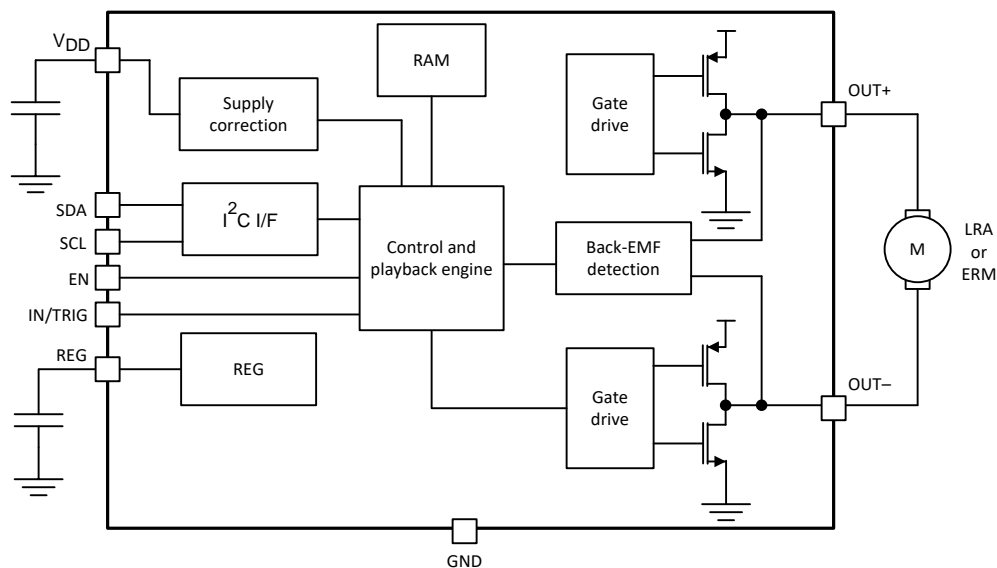 VDD
RAM
OUT+
Supply
correction
Gate
drive
SDA
I²C I/F
SCL
Control and
playback engine
Back-EMF
detection
M
LRA
or
ERM
EN
IN/TRIG
REG
REG
Gate
drive
OUT–
GND